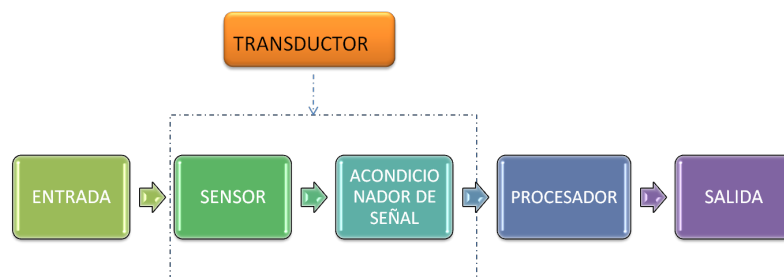 TRANSDUCTOR
ENTRADA
SENSOR
ACONDICIO
NADOR DE
SEÑAL
PROCESADOR
SALIDA